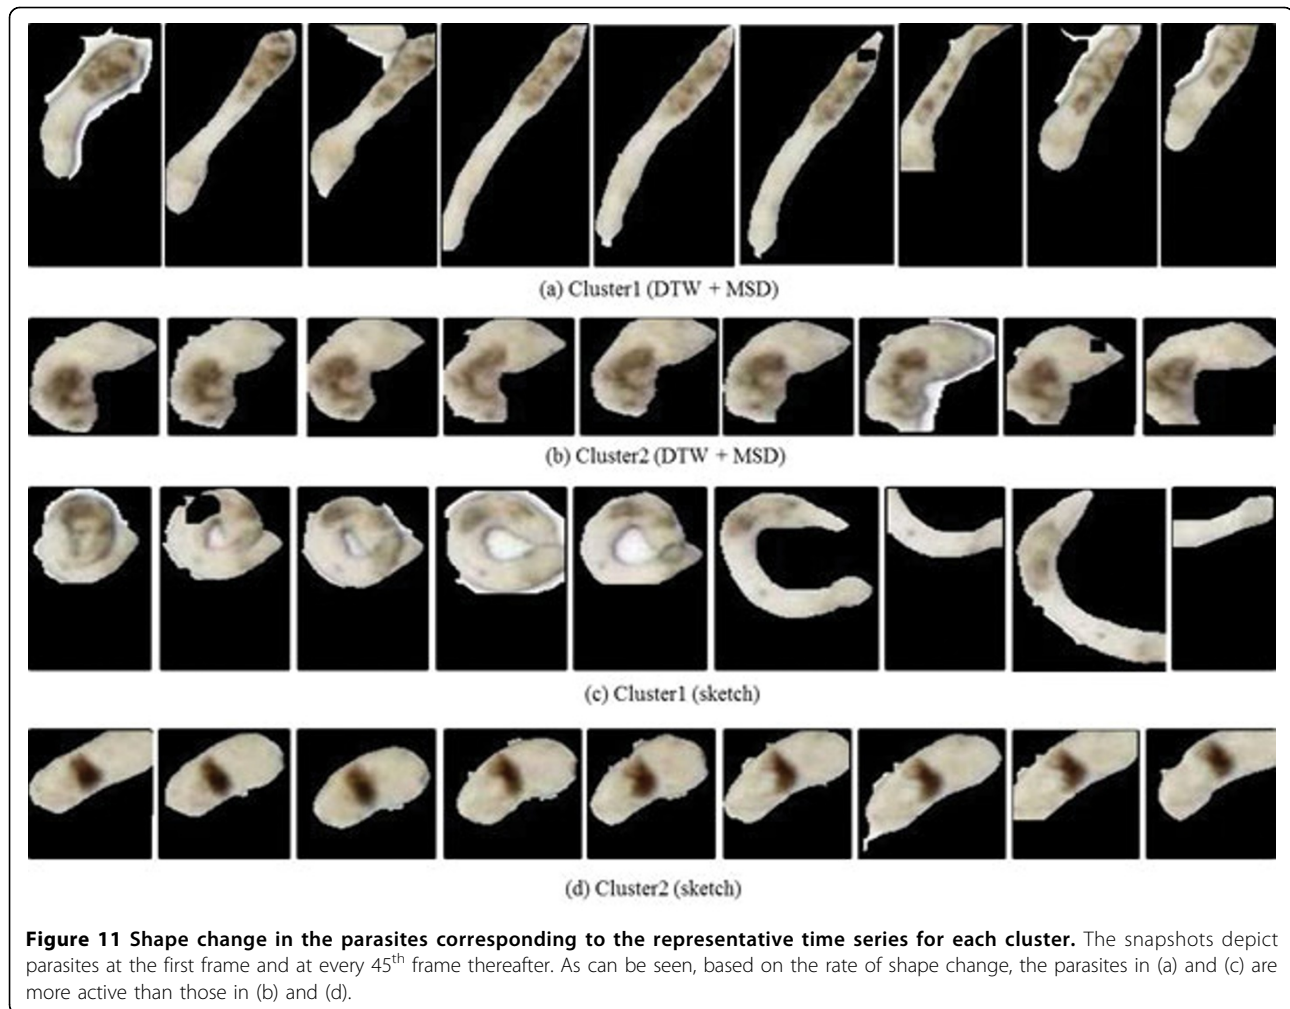 (a) Cluster1 (DTW + MSD)
(b) Cluster2 (DTW + MSD)
(c) Cluster1 (sketch)
(d) Cluster2 (sketch)
Figure 11 Shape change in the parasites corresponding to the representative time series for each cluster. The snapshots depict
parasites at the first frame and at every 45th frame thereafter. As can be seen, based on the rate of shape change, the parasites in (a) and (c) are
more active than those in (b) and (d).